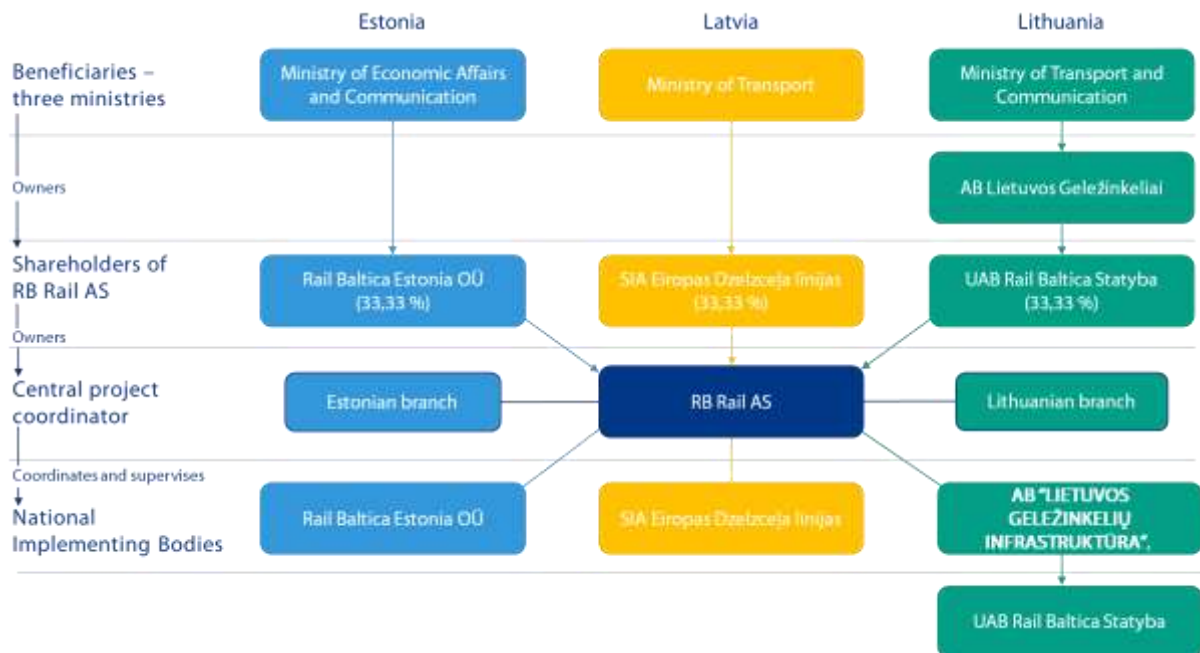 Estonia
Latvia
Lithuania
Beneficiaries –
three ministries
Ministry of Economic Affairs
and Communication
Ministry of Transport
Ministry of Transport and
Communication
Owners
AB Lietuvos Geležinkeliai
Shareholders of
RB Rail AS
Rail Baltica Estonia OÜ
(33,33 %)
SIA Eiropas Dzelzceļa līnijas
(33,33 %)
UAB Rail Baltica Statyba
(33,33 %)
Owners
Central project
coordinator
Estonian branch
RB Rail AS
Lithuanian branch
Coordinates and supervises
National
Implementing Bodies
Rail Baltica Estonia OÜ
SIA Eiropas Dzelzceļa līnijas
AB "LIETUVOS
GELEŽINKELIŲ
INFRASTRUKTŪRA",
UAB Rail Baltica Statyba